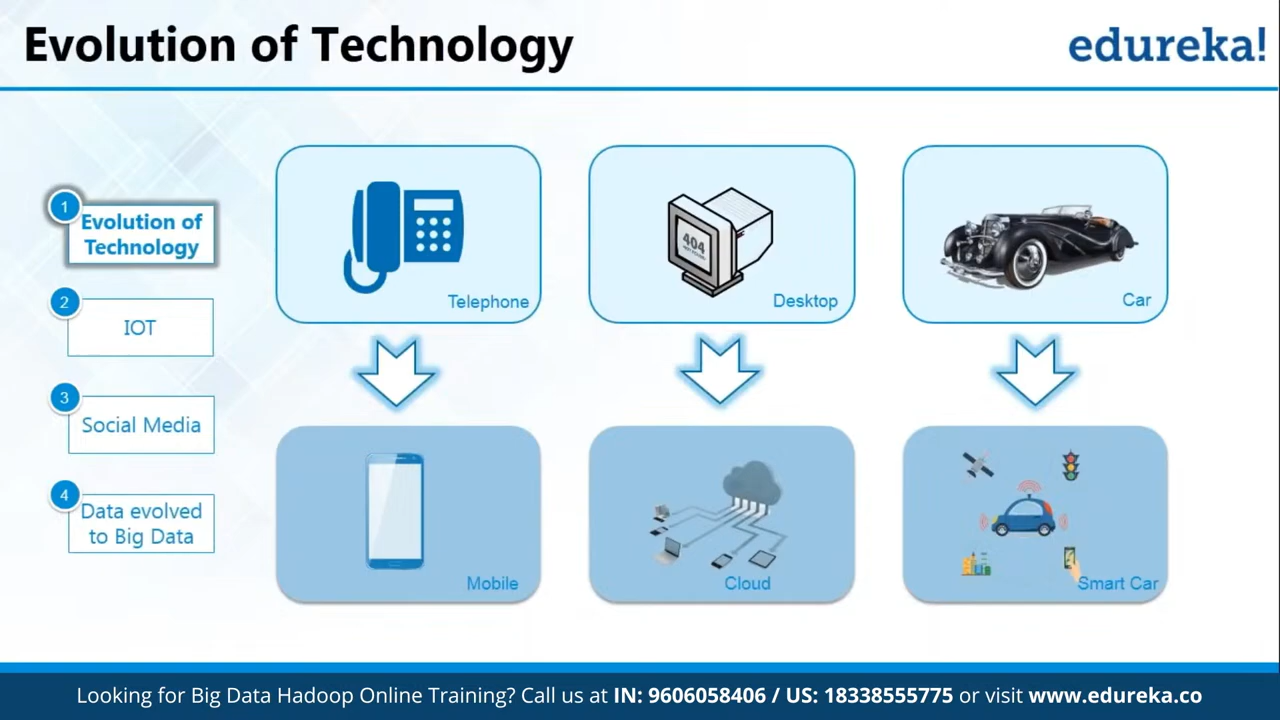 Evolution of Technology
edureka!
1
Evolution of
Technology
2
IOT
3
Social Media
4
Data evolved
to Big Data
Telephone
404
Desktop
Car
Mobile
Cloud
Smart Car
Looking for Big Data Hadoop Online Training? Call us at IN: 9606058406 / US: 18338555775 or visit www.edureka.co